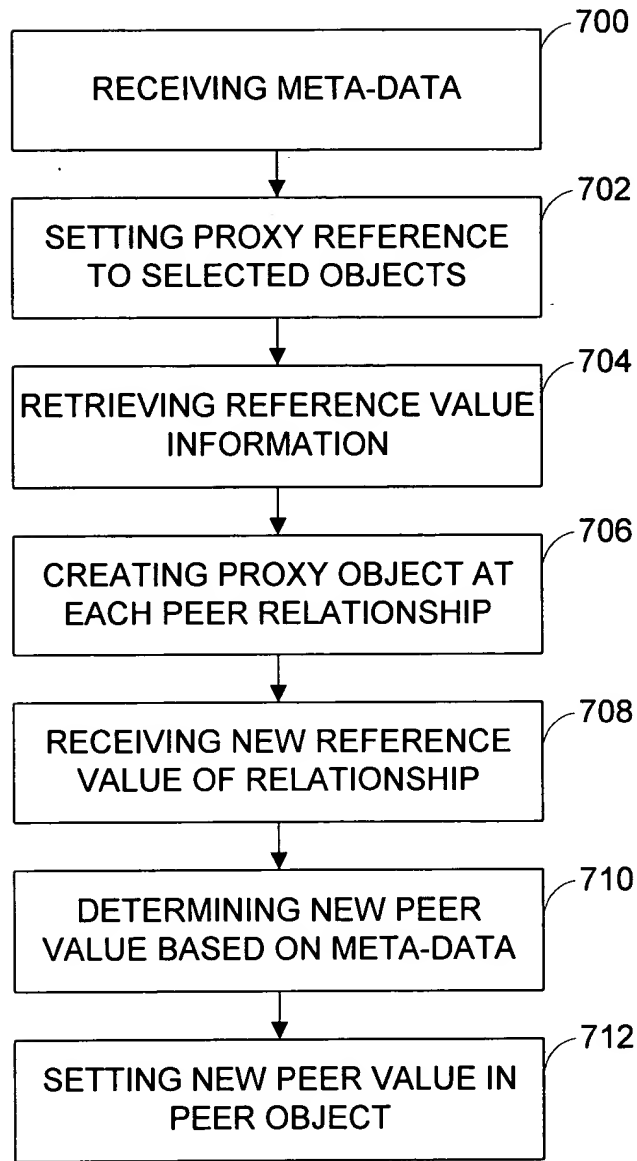 700
RECEIVING META-DATA
702
SETTING PROXY REFERENCE
TO SELECTED OBJECTS
704
RETRIEVING REFERENCE VALUE
INFORMATION
706
CREATING PROXY OBJECT AT
EACH PEER RELATIONSHIP
708
RECEIVING NEW REFERENCE
VALUE OF RELATIONSHIP
710
DETERMINING NEW PEER
VALUE BASED ON META-DATA
712
SETTING NEW PEER VALUE IN
PEER OBJECT